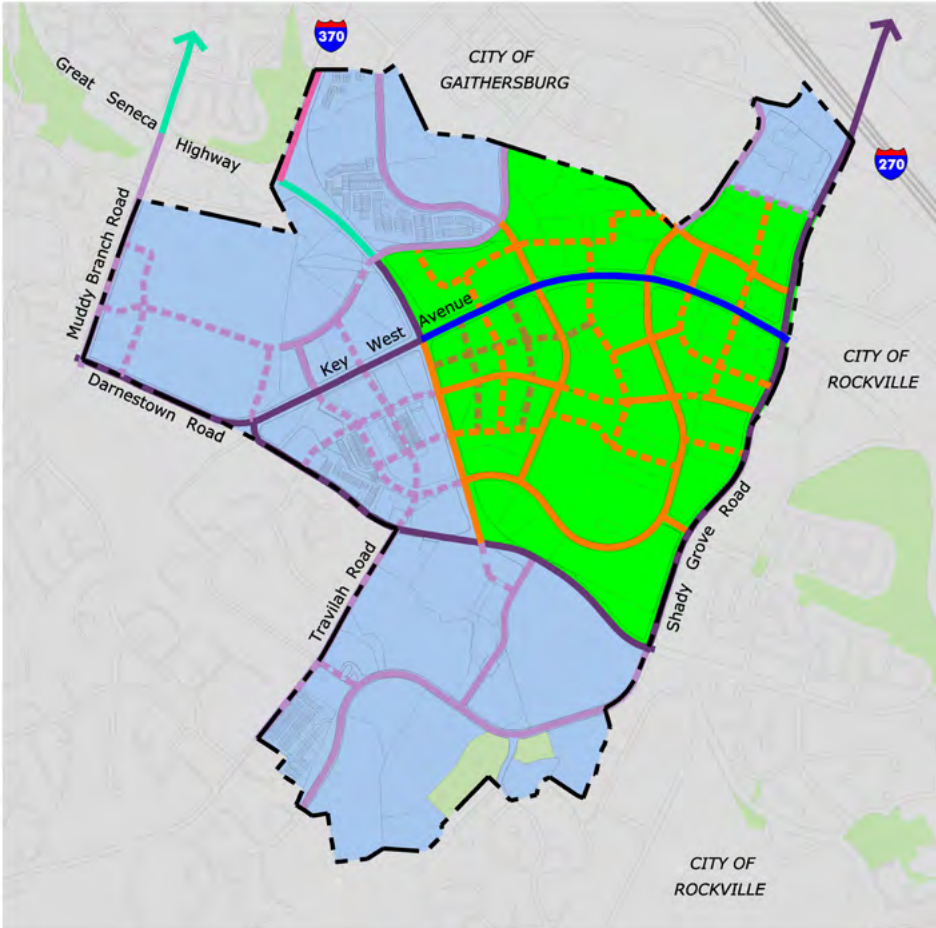 370
CITY OF
GAITHERSBURG
Great Seneca
Highway
270
Muddy Branch Road
Key West Avenue
CITY OF
ROCKVILLE
Darnestown Road
Shady Grove Road
Travilah Road
CITY OF
ROCKVILLE